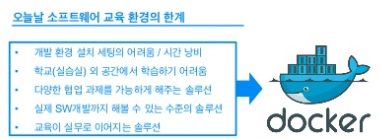 오늘날 소프트웨어 교육 환경의 한계
• 개발 환경 설치 세팅의 어려움 / 시간 낭비
• 학교(실습실) 외 공간에서 학습하기 어려움
• 다양한 협업 과제를 가능하게 해주는 솔루션
• 실제 SW개발까지 해볼 수 있는 수준의 솔루션
• 교육이 실무로 이어지는 솔루션
docker